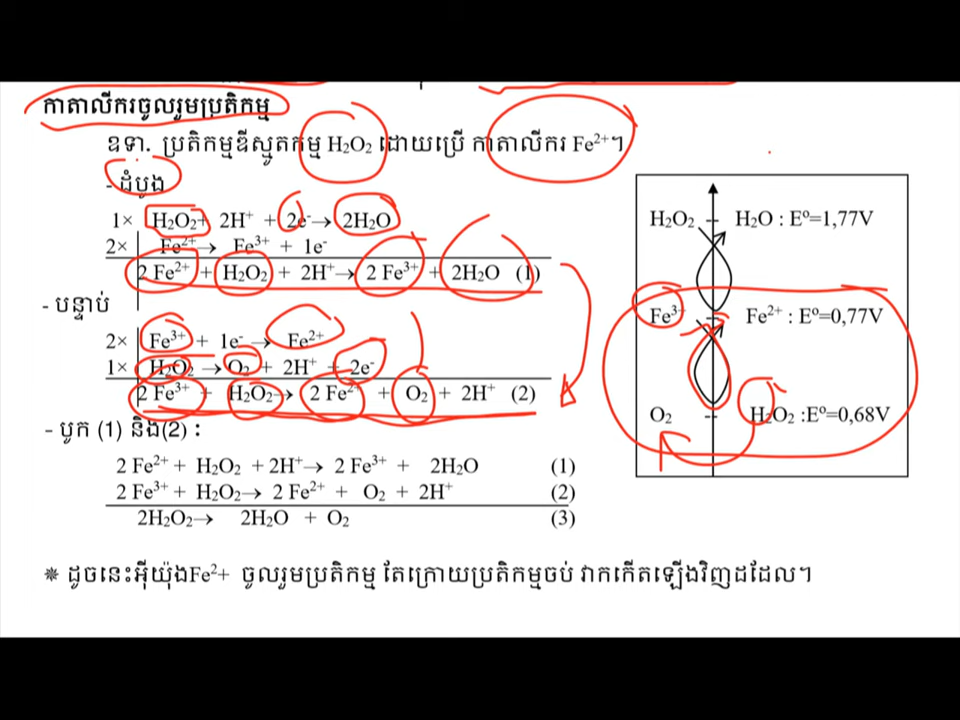 កាតាលីករចូលរួមប្រតិកម្ម
ឧទា. ប្រតិកម្មឌីស្មូតកម្ម H₂O₂ ដោយប្រើ កាតាលីករ Fe²⁺។
- ដំបូង
1× H₂O₂+ 2H⁺ + 2e⁻→ 2H₂O
2× Fe²⁺→ Fe³⁺ + 1e⁻
2 Fe²⁺ + H₂O₂ + 2H⁺→ 2 Fe³⁺ + 2H₂O (1)
- បន្ទាប់
2× Fe³⁺ + 1e⁻ → Fe²⁺
1× H₂O₂ → O₂ + 2H⁺ + 2e⁻
2 Fe³⁺ + H₂O₂→ 2 Fe²⁺ + O₂ + 2H⁺ (2)
- បូក (1) និង(2) :
2 Fe²⁺ + H₂O₂ + 2H⁺→ 2 Fe³⁺ + 2H₂O (1)
2 Fe³⁺ + H₂O₂→ 2 Fe²⁺ + O₂ + 2H⁺ (2)
2H₂O₂→ 2H₂O + O₂ (3)
H₂O₂ H₂O : Eº=1,77V
Fe³⁺ Fe²⁺ : Eº=0,77V
O₂ H₂O₂ :Eº=0,68V
⁕ ដូចនេះអ៊ីយ៉ុងFe²+ ចូលរួមប្រតិកម្ម តែក្រោយប្រតិកម្មចប់ វាកកើតឡើងវិញដដែល។